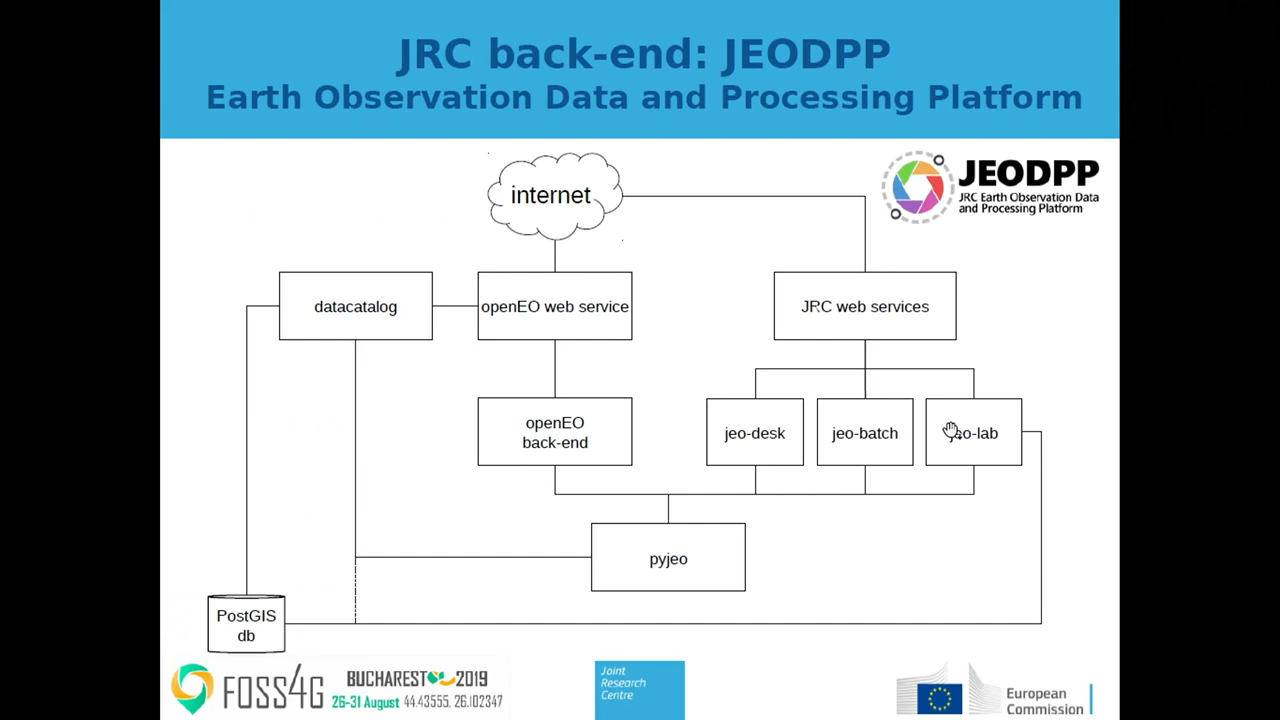 JRC back-end: JEODPP
Earth Observation Data and Processing Platform
internet
JEODPP
JRC Earth Observation Data
and Processing Platform
datacatalog
openEO web service
JRC web services
openEO
back-end
jeo-desk
jeo-batch
jeo-lab
pyjeo
PostGIS
db
FOSS4G
BUCHAREST 2019
26-31 August 44.43555, 26.102347
Joint
Research
Centre
European
Commission